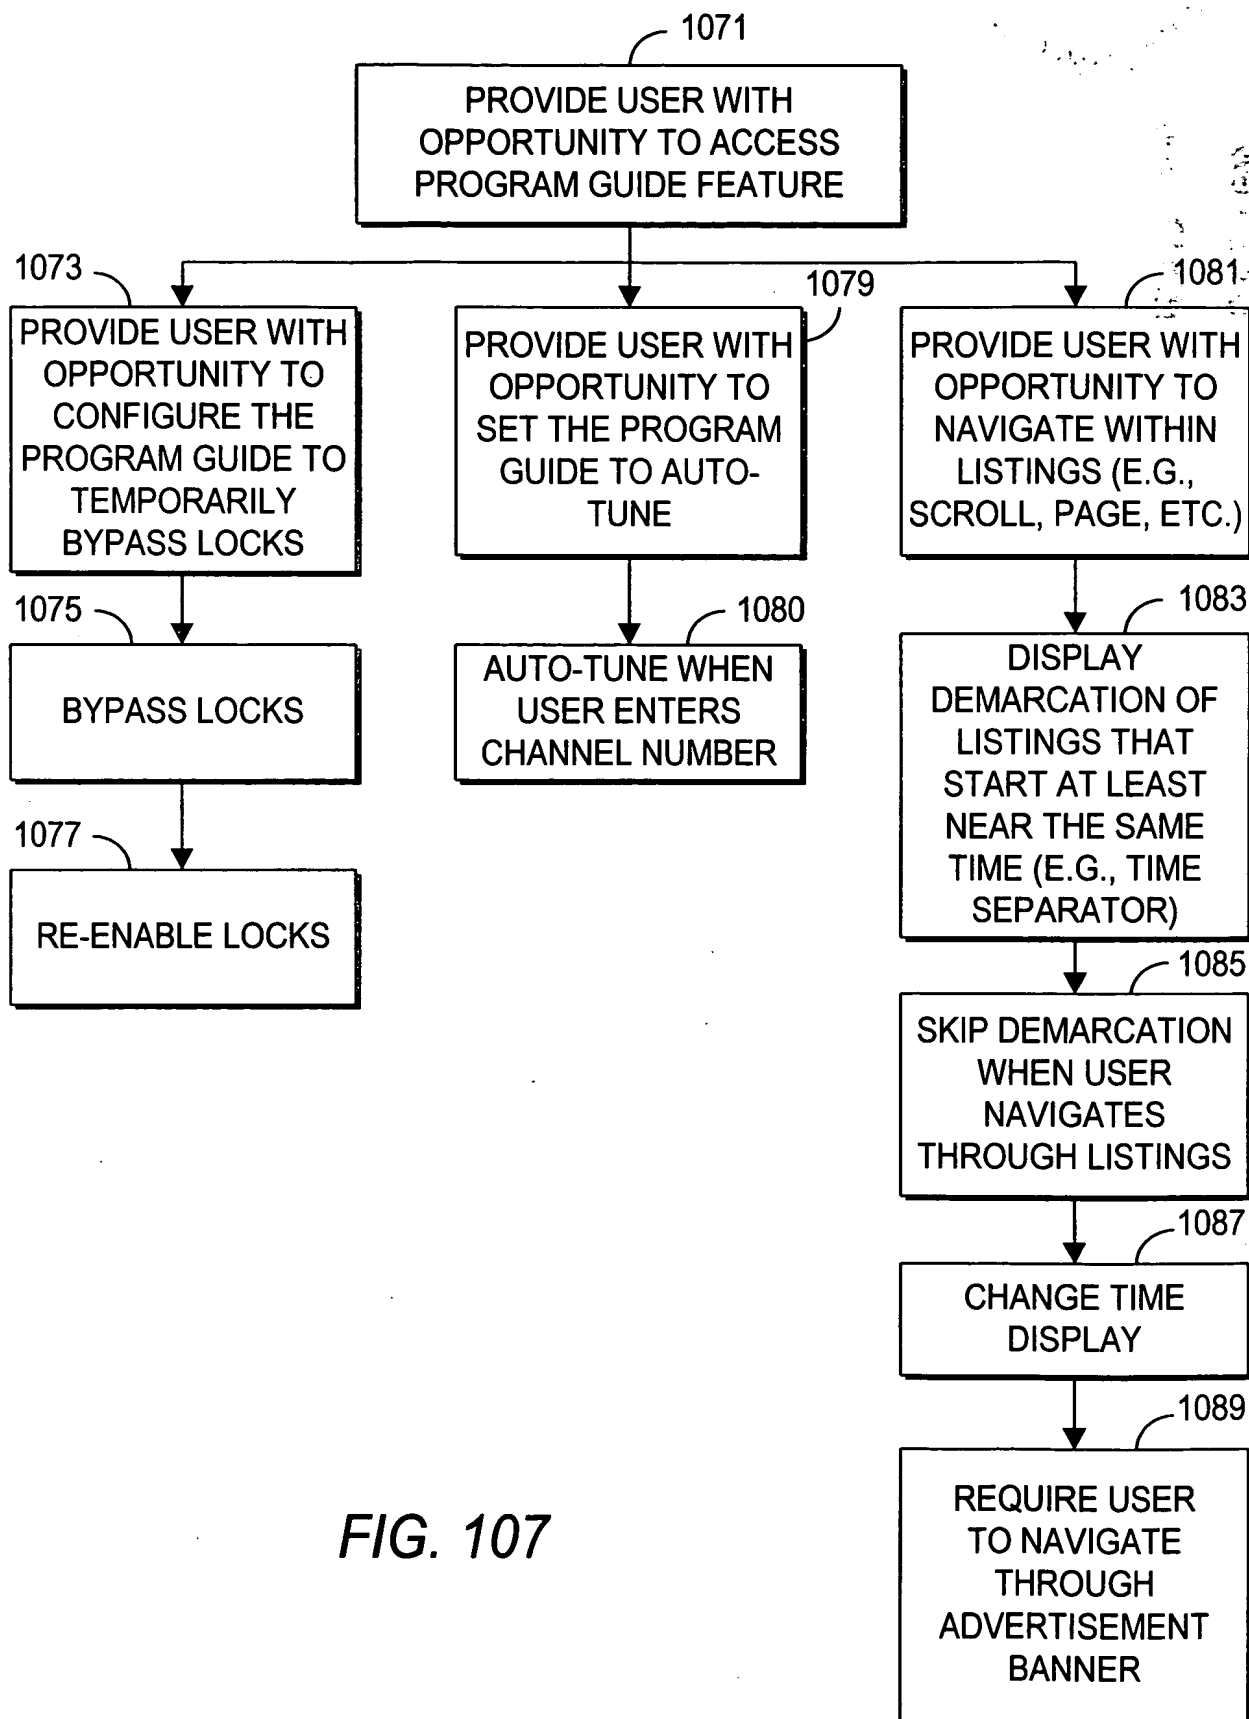 1071
PROVIDE USER WITH
OPPORTUNITY TO ACCESS
PROGRAM GUIDE FEATURE
1073
PROVIDE USER WITH
OPPORTUNITY TO
CONFIGURE THE
PROGRAM GUIDE TO
TEMPORARILY
BYPASS LOCKS
1075
BYPASS LOCKS
1077
RE-ENABLE LOCKS
1079
PROVIDE USER WITH
OPPORTUNITY TO
SET THE PROGRAM
GUIDE TO AUTO-
TUNE
1080
AUTO-TUNE WHEN
USER ENTERS
CHANNEL NUMBER
1081
PROVIDE USER WITH
OPPORTUNITY TO
NAVIGATE WITHIN
LISTINGS (E.G.,
SCROLL, PAGE, ETC.)
1083
DISPLAY
DEMARCATION OF
LISTINGS THAT
START AT LEAST
NEAR THE SAME
TIME (E.G., TIME
SEPARATOR)
1085
SKIP DEMARCATION
WHEN USER
NAVIGATES
THROUGH LISTINGS
1087
CHANGE TIME
DISPLAY
1089
REQUIRE USER
TO NAVIGATE
THROUGH
ADVERTISEMENT
BANNER
FIG. 107